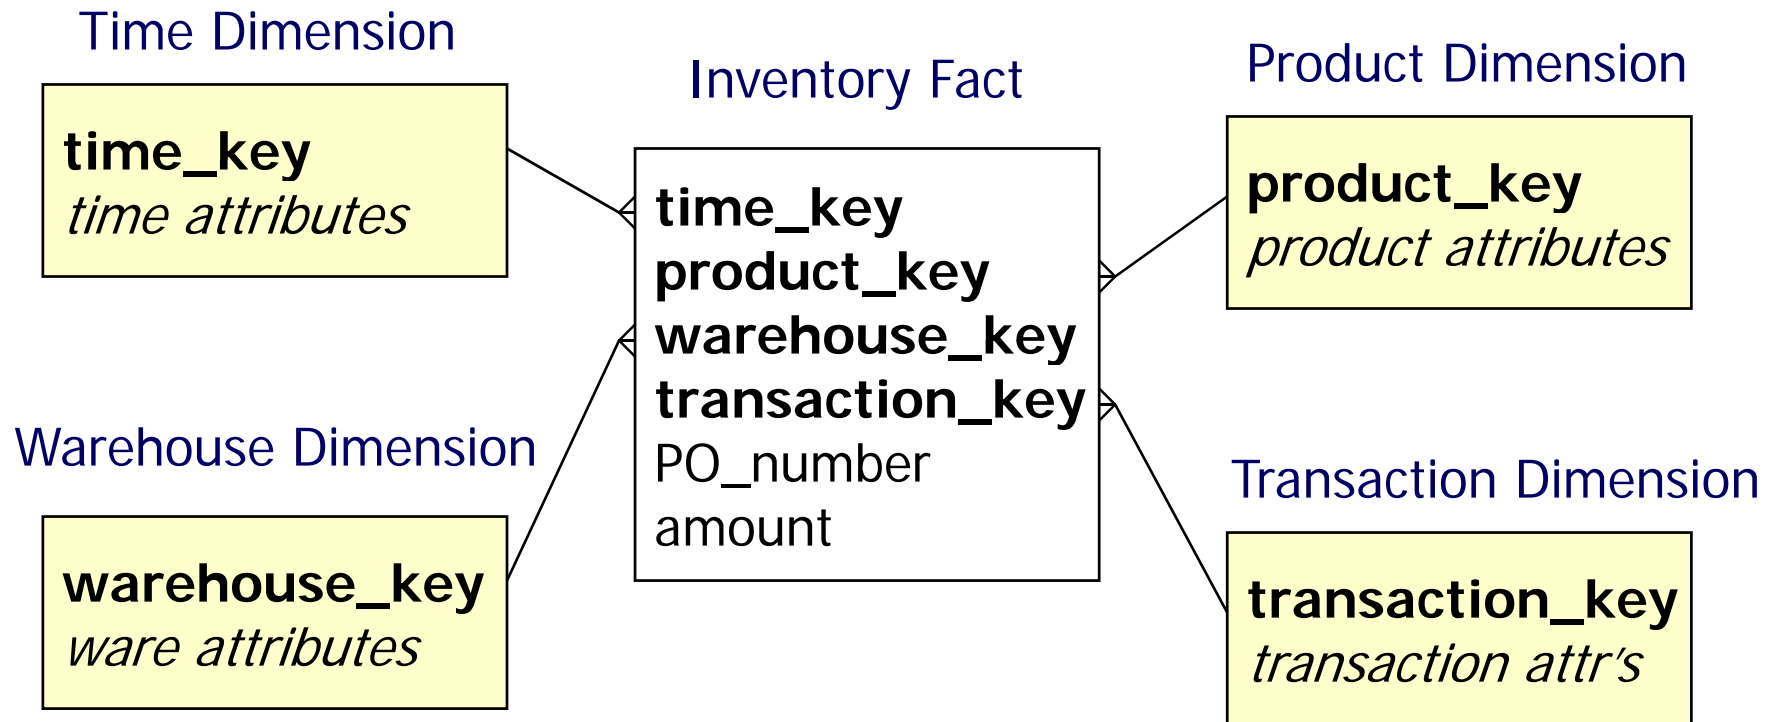 Time Dimension
time_key
time attributes
Inventory Fact
time_key
product_key
warehouse_key
transaction_key
PO_number
amount
Product Dimension
product_key
product attributes
Warehouse Dimension
warehouse_key
ware attributes
Transaction Dimension
transaction_key
transaction attr's